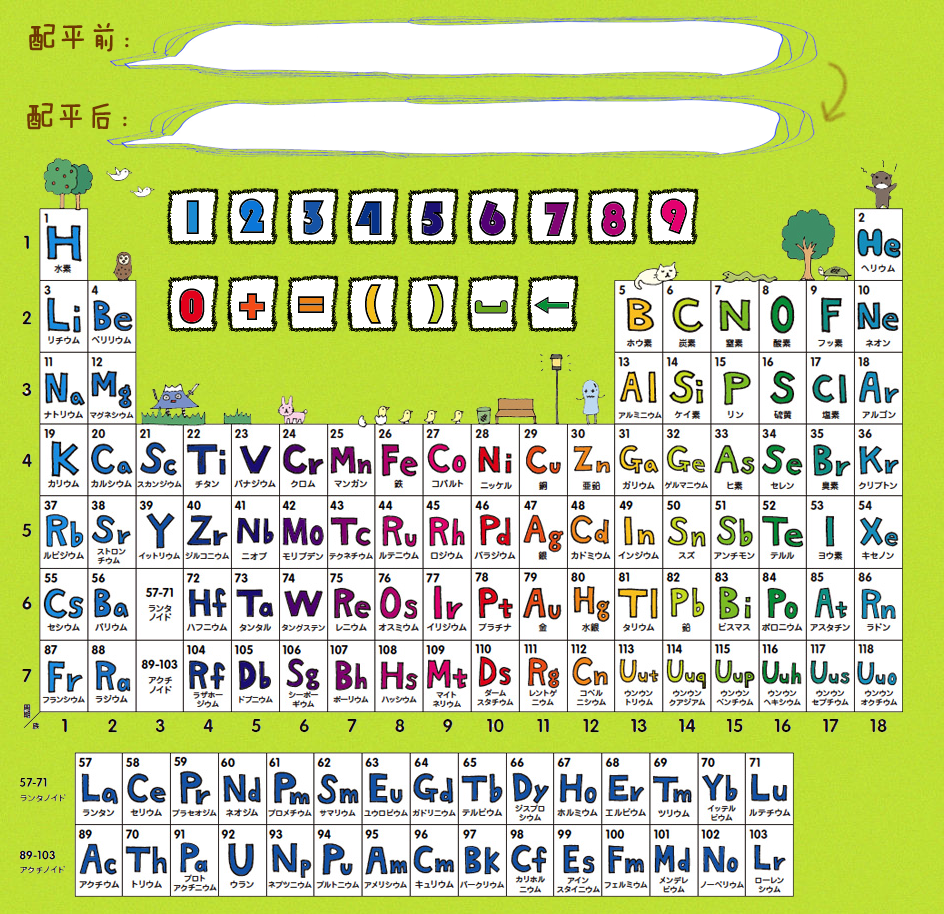 配平前：
配平后：
1 2 3 4 5 6 7 8 9
0 + = ( ) ←
1 2
1 H He
水素 ヘリウム
3 4 5 6 7 8 9 10
2 Li Be B C N O F Ne
リチウム ベリリウム ホウ素 炭素 窒素 酸素 フッ素 ネオン
11 12 13 14 15 16 17 18
3 Na Mg Al Si P S Cl Ar
ナトリウム マグネシウム アルミニウム ケイ素 リン 硫黄 塩素 アルゴン
19 20 21 22 23 24 25 26 27 28 29 30 31 32 33 34 35 36
4 K Ca Sc Ti V Cr Mn Fe Co Ni Cu Zn Ga Ge As Se Br Kr
カリウム カルシウム スカンジウム チタン バナジウム クロム マンガン 鉄 コバルト ニッケル 銅 亜鉛 ガリウム ゲルマニウム ヒ素 セレン 臭素 クリプトン
37 38 39 40 41 42 43 44 45 46 47 48 49 50 51 52 53 54
5 Rb Sr Y Zr Nb Mo Tc Ru Rh Pd Ag Cd In Sn Sb Te I Xe
ルビジウム ストロンチウム イットリウム ジルコニウム ニオブ モリブデン テクネチウム ルテニウム ロジウム パラジウム 銀 カドミウム インジウム スズ アンチモン テルル ヨウ素 キセノン
55 56 57-71 72 73 74 75 76 77 78 79 80 81 82 83 84 85 86
6 Cs Ba ランタノイド Hf Ta W Re Os Ir Pt Au Hg Tl Pb Bi Po At Rn
セシウム バリウム ハフニウム タンタル タングステン レニウム オスミウム イリジウム プラチナ 金 水銀 タリウム 鉛 ビスマス ポロニウム アスタチン ラドン
87 88 89-103 104 105 106 107 108 109 110 111 112 113 114 115 116 117 118
7 Fr Ra アクチノイド Rf Db Sg Bh Hs Mt Ds Rg Cn Uut Uuq Uup Uuh Uus Uuo
フランシウム ラジウム ラザホージウム ドブニウム シーボーギウム ボーリウム ハッシウム マイトネリウム ダームスタチウム レントゲニウム コペルニシウム ウンウントリウム ウンウンクアジアム ウンウンペンチウム ウンウンヘキシウム ウンウンセプチウム ウンウンオクチウム
周期 族 1 2 3 4 5 6 7 8 9 10 11 12 13 14 15 16 17 18
57 58 59 60 61 62 63 64 65 66 67 68 69 70 71
57-71 La Ce Pr Nd Pm Sm Eu Gd Tb Dy Ho Er Tm Yb Lu
ランタノイド ランタン セリウム プラセオジム ネオジム プロメチウム サマリウム ユウロピウム ガドリニウム テルビウム ジスプロシウム ホルミウム エルビウム ツリウム イッテルビウム ルテチウム
89 70 91 92 93 94 95 96 97 98 99 100 101 102 103
89-103 Ac Th Pa U Np Pu Am Cm Bk Cf Es Fm Md No Lr
アクチノイド アクチウム トリウム プロトアクチニウム ウラン ネプツニウム プルトニウム アメリシウム キュリウム バークリウム カリホルニウム アインスタイニウム フェルミウム メンデレビウム ノーベリウム ローレンシウム